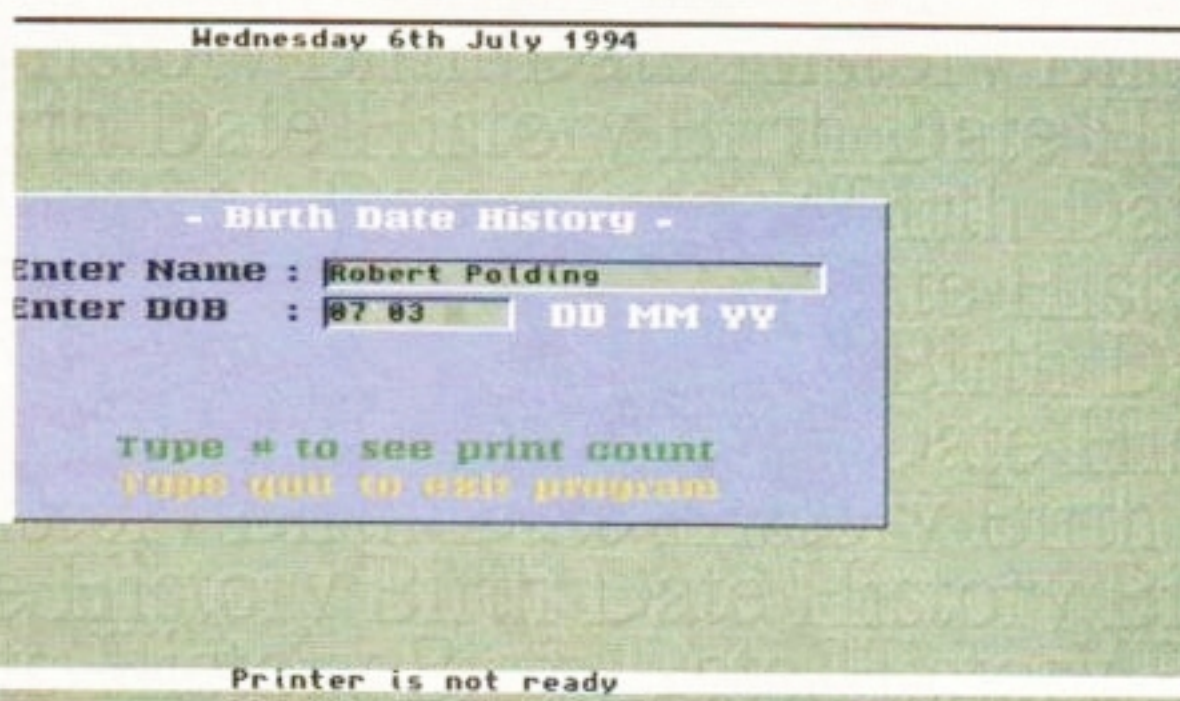 Wednesday 6th July 1994
- Birth Date History -
Enter Name : Robert Polding
Enter DOB : 07 03 DD MM YY
Type * to see print count
Type quit to exit program
Printer is not ready